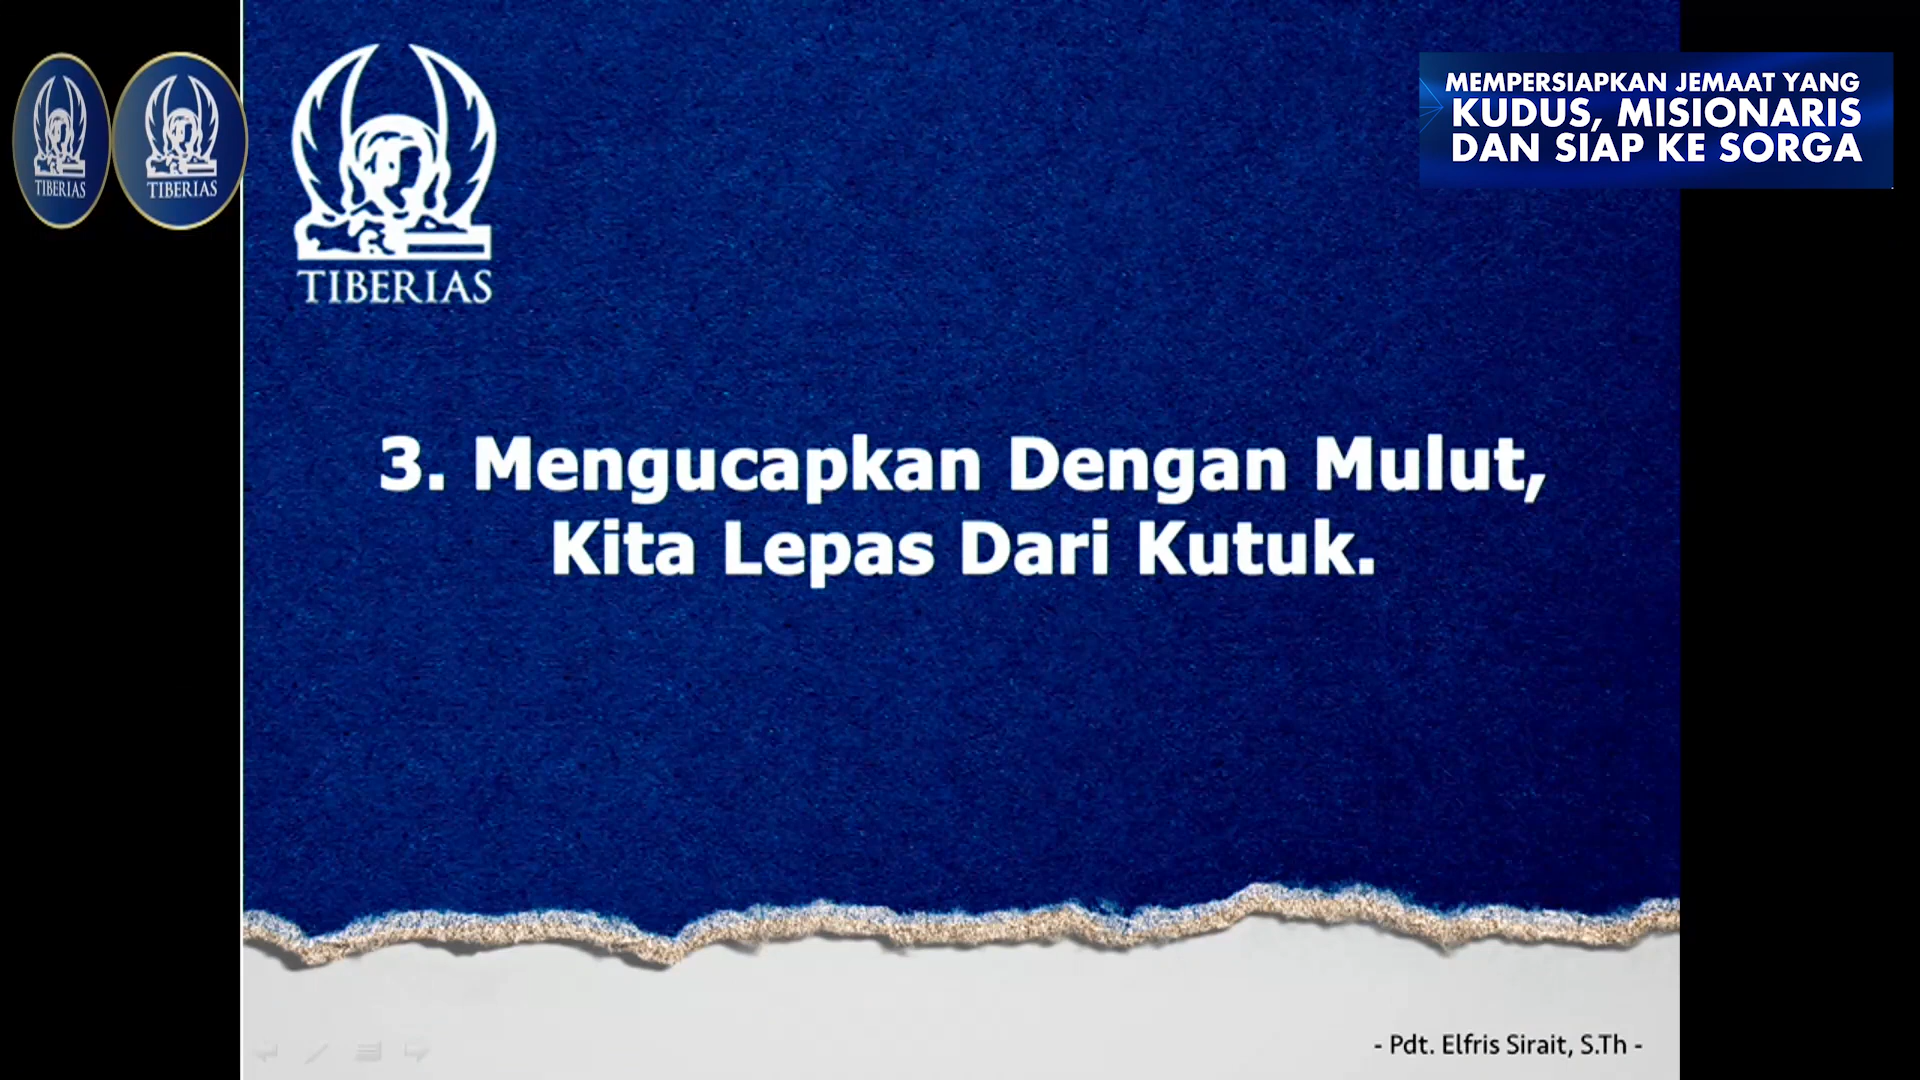 TIBERIAS
TIBERIAS
TIBERIAS
MEMPERSIAPKAN JEMAAT YANG
KUDUS, MISIONARIS
DAN SIAP KE SORGA
3. Mengucapkan Dengan Mulut,
Kita Lepas Dari Kutuk.
- Pdt. Elfris Sirait, S.Th -